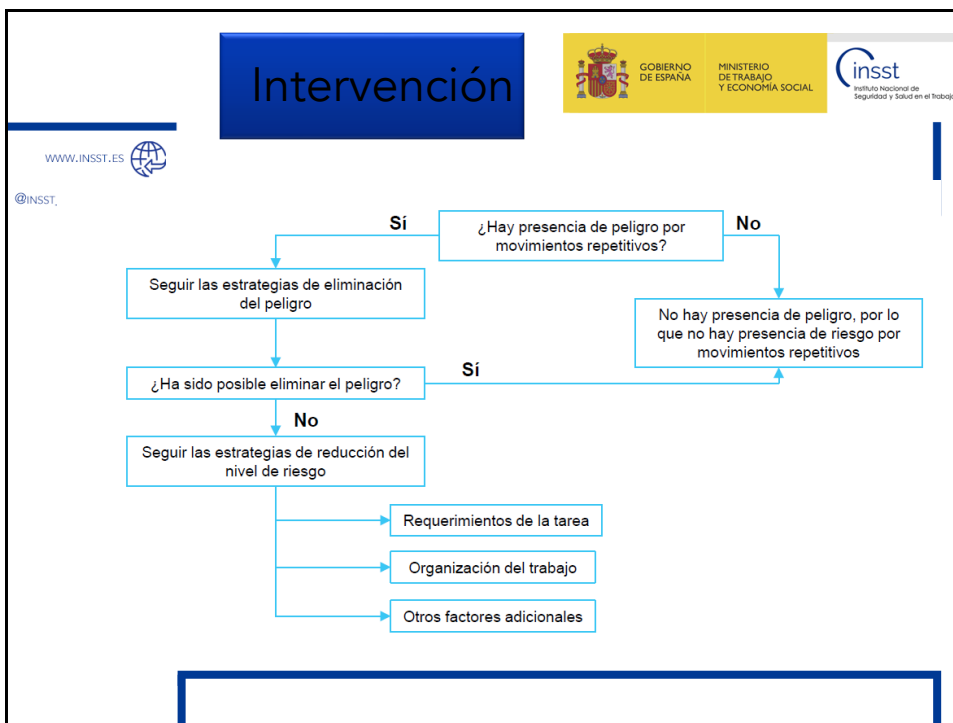 Intervención
GOBIERNO
DE ESPAÑA
MINISTERIO
DE TRABAJO
Y ECONOMÍA SOCIAL
insst
Instituto Nacional de
Seguridad y Salud en el Trabajo
WWW.INSST.ES
@INSST_
Sí
¿Hay presencia de peligro por
movimientos repetitivos?
No
Seguir las estrategias de eliminación
del peligro
No hay presencia de peligro, por lo
que no hay presencia de riesgo por
movimientos repetitivos
¿Ha sido posible eliminar el peligro?
Sí
No
Seguir las estrategias de reducción del
nivel de riesgo
Requerimientos de la tarea
Organización del trabajo
Otros factores adicionales